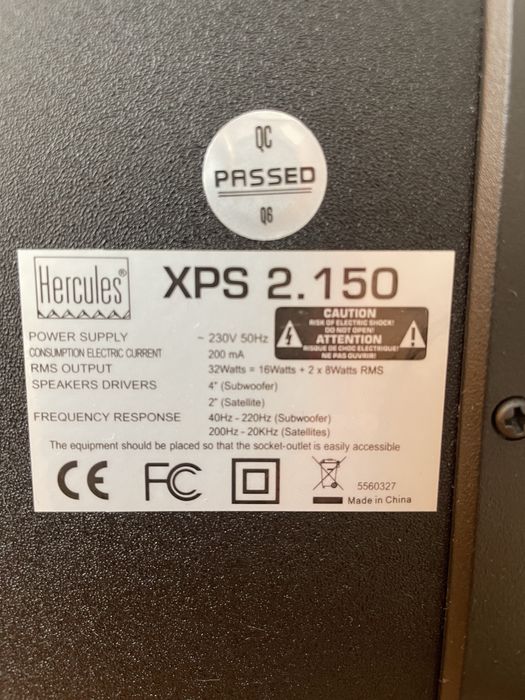 QC
PASSED
Q6
Hercules®
XPS 2.150
CAUTION
RISK OF ELECTRIC SHOCK!
DO NOT OPEN!
ATTENTION
RISQUE DE CHOC ELECTRIQUE!
NE PAS OUVRIR!
POWER SUPPLY ~ 230V 50Hz
CONSUMPTION ELECTRIC CURRENT 200 mA
RMS OUTPUT 32Watts = 16Watts + 2 x 8Watts RMS
SPEAKERS DRIVERS 4" (Subwoofer)
2" (Satellite)
FREQUENCY RESPONSE 40Hz - 220Hz (Subwoofer)
200Hz - 20KHz (Satellites)
The equipment should be placed so that the socket-outlet is easily accessible
CE FC
5560327
Made in China